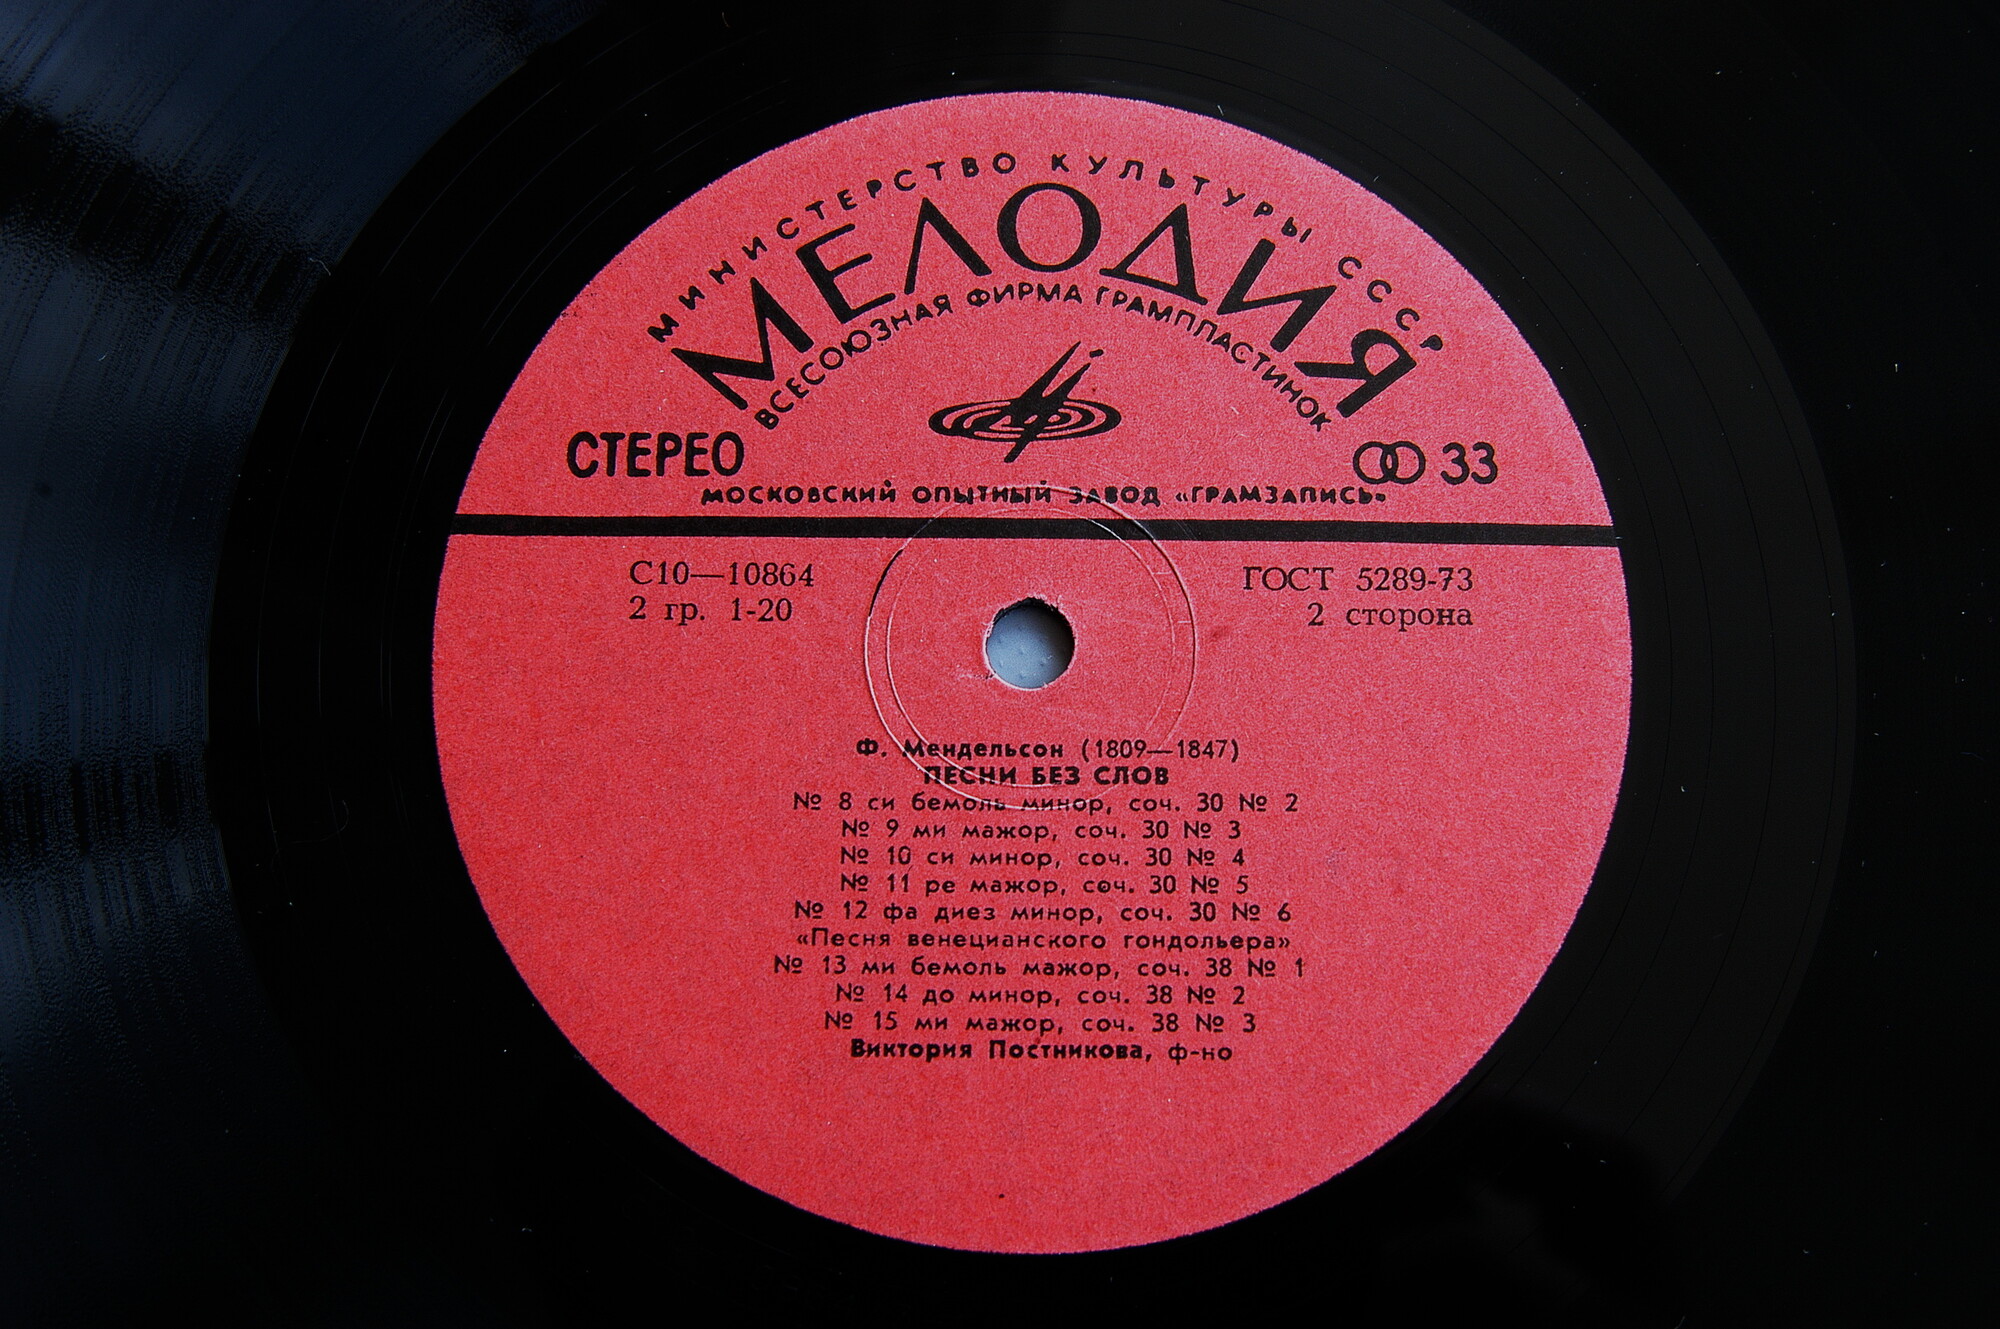 МИНИСТЕРСТВО КУЛЬТУРЫ СССР
МЕЛОДИЯ
ВСЕСОЮЗНАЯ ФИРМА ГРАМПЛАСТИНОК
СТЕРЕО
33
МОСКОВСКИЙ ОПЫТНЫЙ ЗАВОД «ГРАМЗАПИСЬ»
С10—10864
ГОСТ 5289-73
2 гр. 1-20
2 сторона
Ф. Мендельсон (1809—1847)
ПЕСНИ БЕЗ СЛОВ
№ 8 си бемоль минор, соч. 30 № 2
№ 9 ми мажор, соч. 30 № 3
№ 10 си минор, соч. 30 № 4
№ 11 ре мажор, соч. 30 № 5
№ 12 фа диез минор, соч. 30 № 6
«Песня венецианского гондольера»
№ 13 ми бемоль мажор, соч. 38 № 1
№ 14 до минор, соч. 38 № 2
№ 15 ми мажор, соч. 38 № 3
Виктория Постникова, ф-но